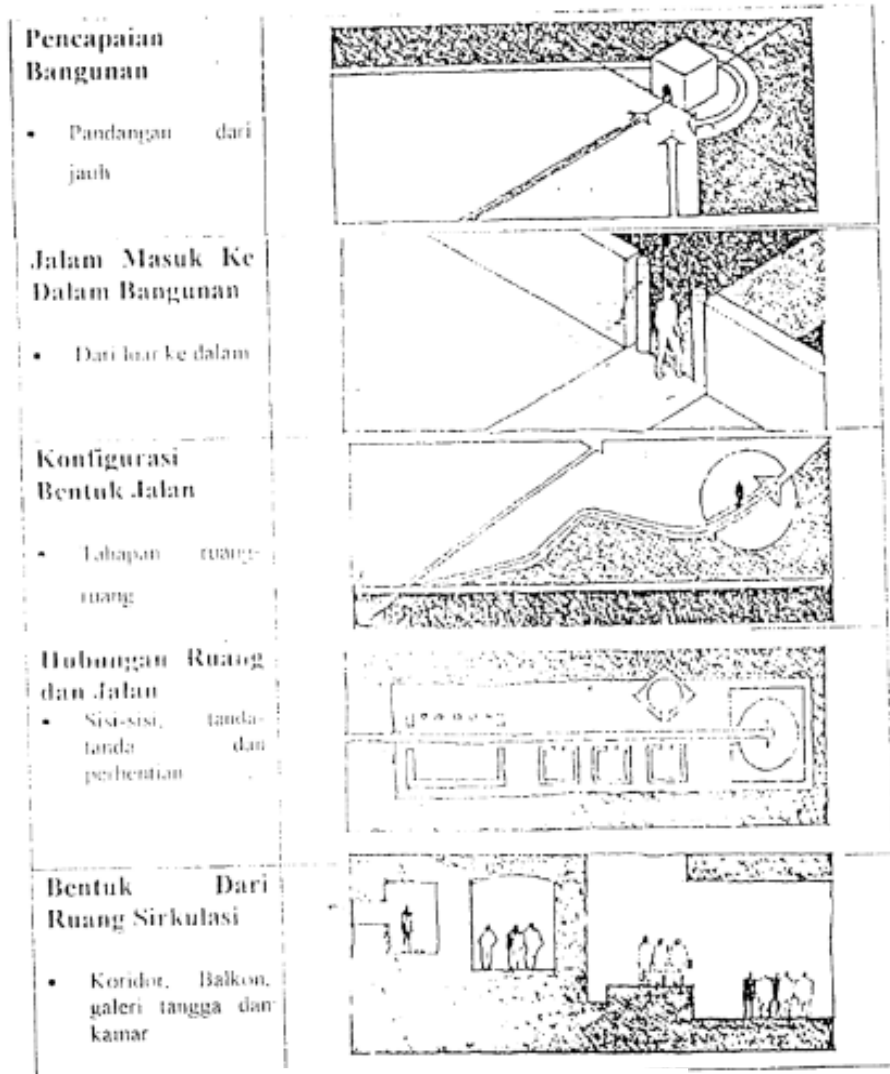 Pencapaian
Bangunan
• Pandangan dari
jauh
Jalam Masuk Ke
Dalam Bangunan
• Dari luar ke dalam
Konfigurasi
Bentuk Jalan
• Tahapan ruang-
ruang
Hubungan Ruang
dan Jalan
• Sisi-sisi, tanda-
tanda dan
perhentian
Bentuk Dari
Ruang Sirkulasi
• Koridor, Balkon,
galeri tangga dan
kamar